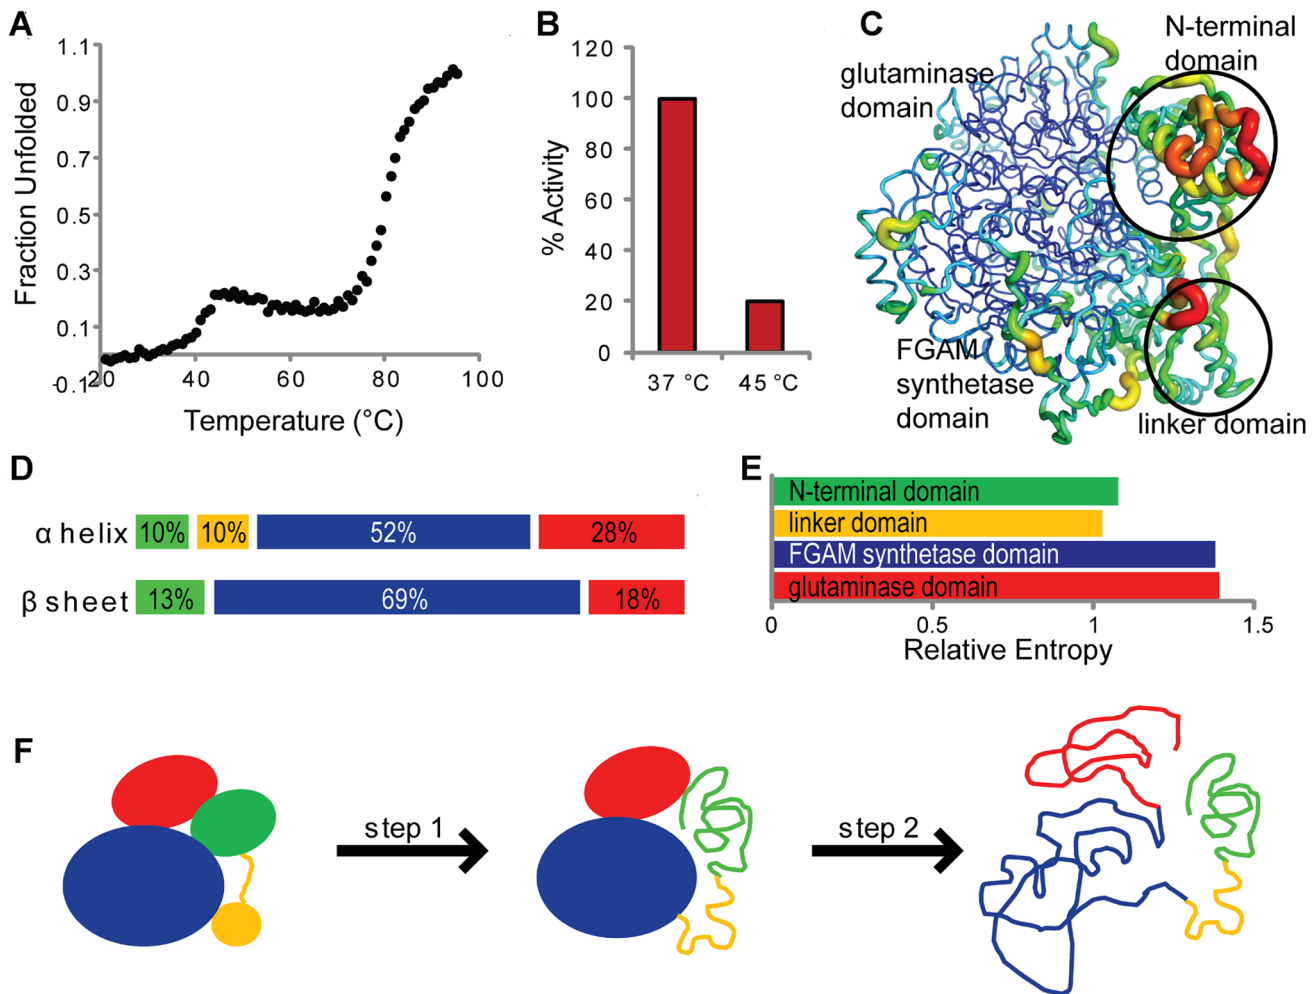 A
1.1
0.9
0.7
0.5
0.3
0.1
-0.1
20
40
60
80
100
Fraction Unfolded
Temperature (°C)
B
120
100
80
60
40
20
0
% Activity
37 °C
45 °C
C
glutaminase
domain
N-terminal
domain
FGAM
synthetase
domain
linker domain
D
α helix
10%
10%
52%
28%
β sheet
13%
69%
18%
E
N-terminal domain
linker domain
FGAM synthetase domain
glutaminase domain
0
0.5
1
1.5
Relative Entropy
F
step 1
step 2